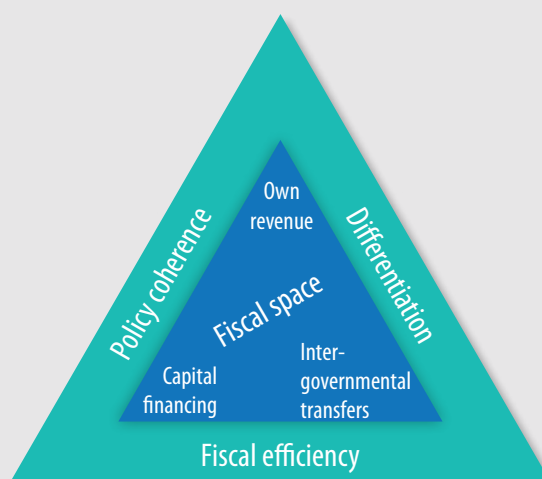 Own
revenue
Policy coherence
Differentiation
Fiscal space
Capital
financing
Inter-
governmental
transfers
Fiscal efficiency